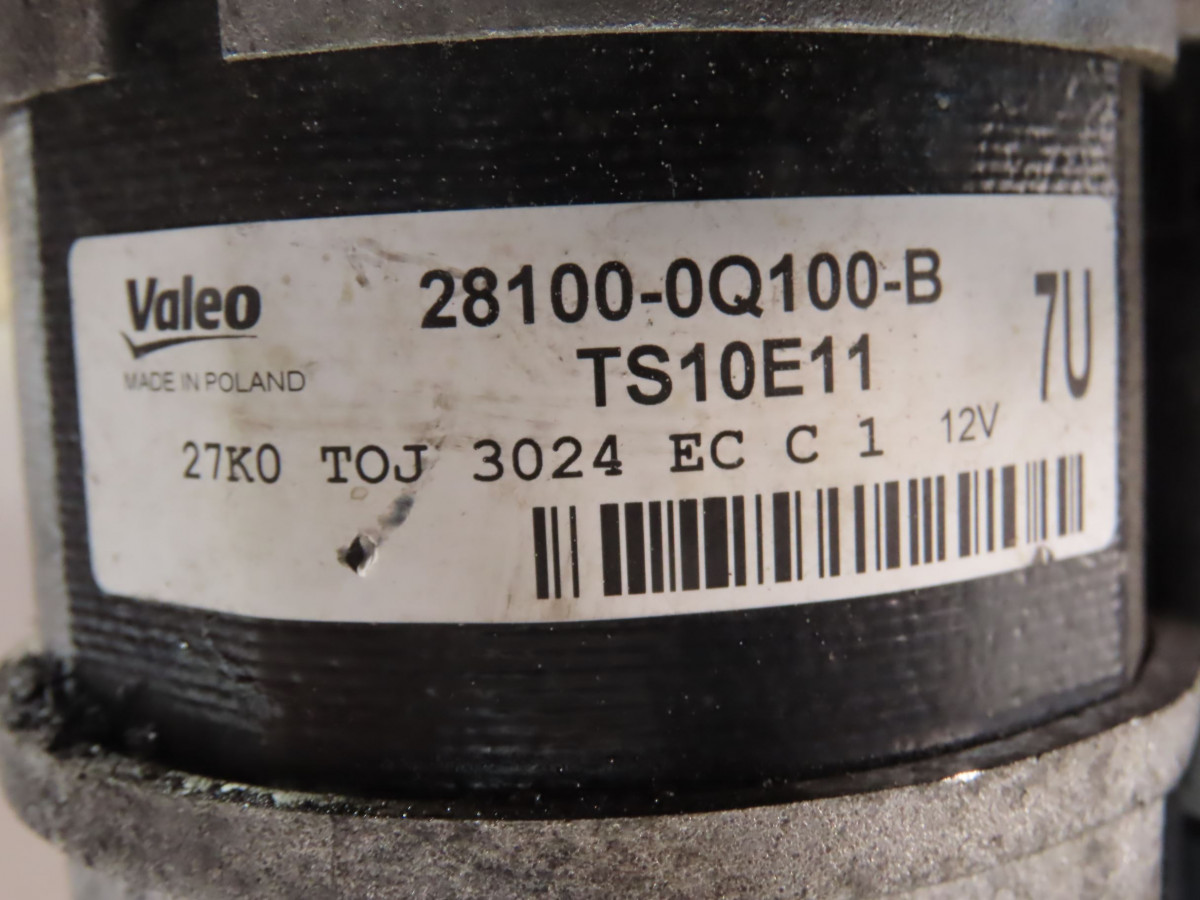 Valeo
MADE IN POLAND
28100-0Q100-B
TS10E11
7U
27K0 TOJ 3024 EC C 1 12V